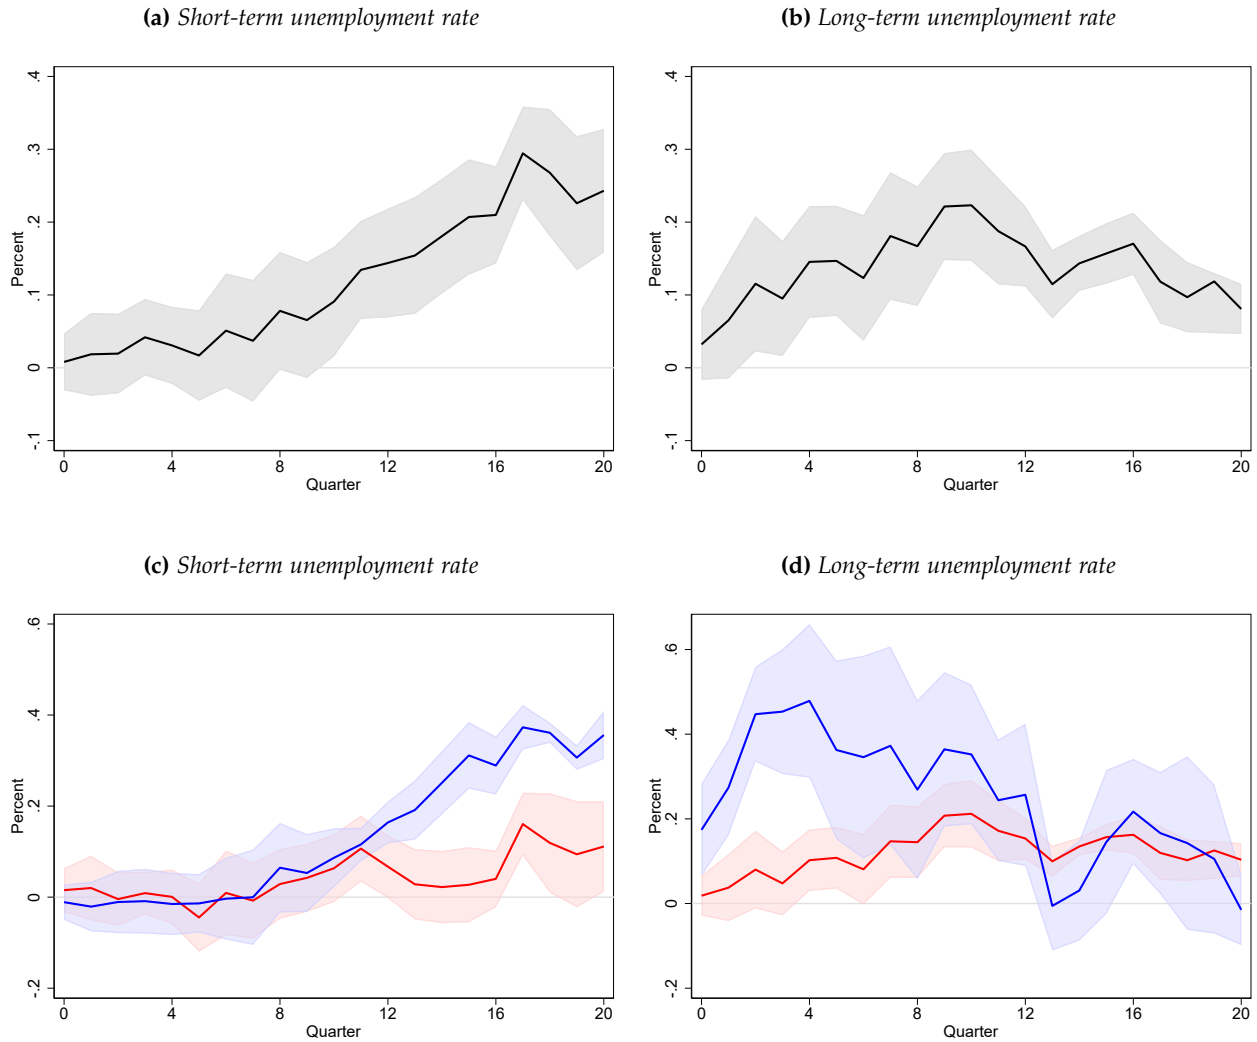 (a) Short-term unemployment rate
.4
.3
.2
.1
0
-.1
Percent
0 4 8 12 16 20
Quarter
(b) Long-term unemployment rate
.4
.3
.2
.1
0
-.1
Percent
0 4 8 12 16 20
Quarter
(c) Short-term unemployment rate
.6
.4
.2
0
-.2
Percent
0 4 8 12 16 20
Quarter
(d) Long-term unemployment rate
.6
.4
.2
0
-.2
Percent
0 4 8 12 16 20
Quarter